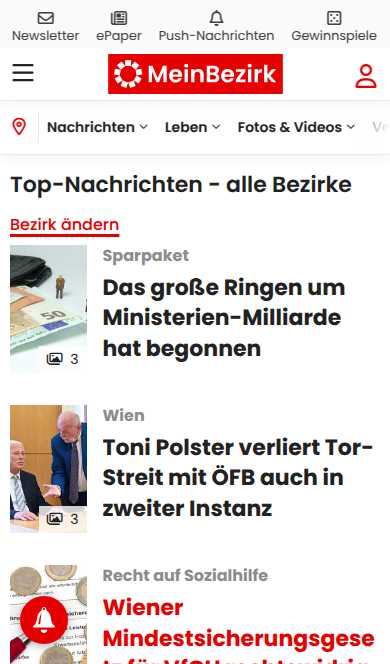 Newsletter
ePaper
Push-Nachrichten
Gewinnspiele
MeinBezirk
Nachrichten
Leben
Fotos & Videos
Top-Nachrichten - alle Bezirke
Bezirk ändern
Sparpaket
Das große Ringen um
Ministerien-Milliarde
hat begonnen
50
3
Wien
Toni Polster verliert Tor-
Streit mit ÖFB auch in
zweiter Instanz
3
Recht auf Sozialhilfe
Wiener
Mindestsicherungsgese